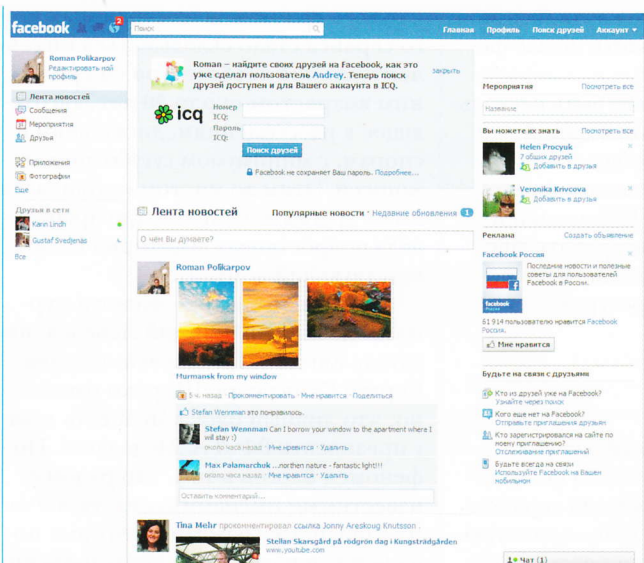 facebook
2
Поиск
Главная Профиль Поиск друзей Аккаунт
Roman Polikarpov
Редактировать мой
профиль
Лента новостей
Сообщения
Мероприятия
Друзья
Приложения
Фотографии
Еще
Друзья в сети
Karin Lindh
Gustaf Svedjenas
Все
Roman – найдите своих друзей на Facebook, как это
уже сделал пользователь Andrey. Теперь поиск
друзей доступен и для Вашего аккаунта в ICQ.
закрыть
icq
Номер
ICQ:
Пароль
ICQ:
Поиск друзей
Facebook не сохраняет Ваш пароль. Подробнее...
Лента новостей
Популярные новости · Недавние обновления 1
О чём Вы думаете?
Roman Polikarpov
Murmansk from my window
5 ч. назад · Прокомментировать · Мне нравится · Поделиться
Stefan Wennman это понравилось.
Stefan Wennman Can I borrow your window to the apartment where I
will stay :)
около часа назад · Мне нравится · Удалить
Max Palamarchuk ...northen nature - fantastic light!!!
около часа назад · Мне нравится · Удалить
Оставить комментарий...
Tina Mehr прокомментировал ссылка Jonny Areskoug Knutsson .
Stellan Skarsgård på rödgrön dag i Kungsträdgården
www.youtube.com
Мероприятия Посмотреть все
Название
Вы можете их знать Посмотреть все
Helen Procyuk
7 общих друзей
Добавить в друзья
Veronika Krivcova
Добавить в друзья
Реклама Создать объявление
Facebook Россия
Последние новости и полезные
советы для пользователей
Facebook в России.
facebook
61 914 пользователю нравится Facebook
Россия.
Мне нравится
Будьте на связи с друзьями
Кто из друзей уже на Facebook?
Узнайте через поиск
Кого еще нет на Facebook?
Отправьте приглашения друзьям
Кто зарегистрировался на сайте по
моему приглашению?
Отслеживание приглашений
Будьте всегда на связи
Используйте Facebook на Вашем
мобильном
Чат (1)